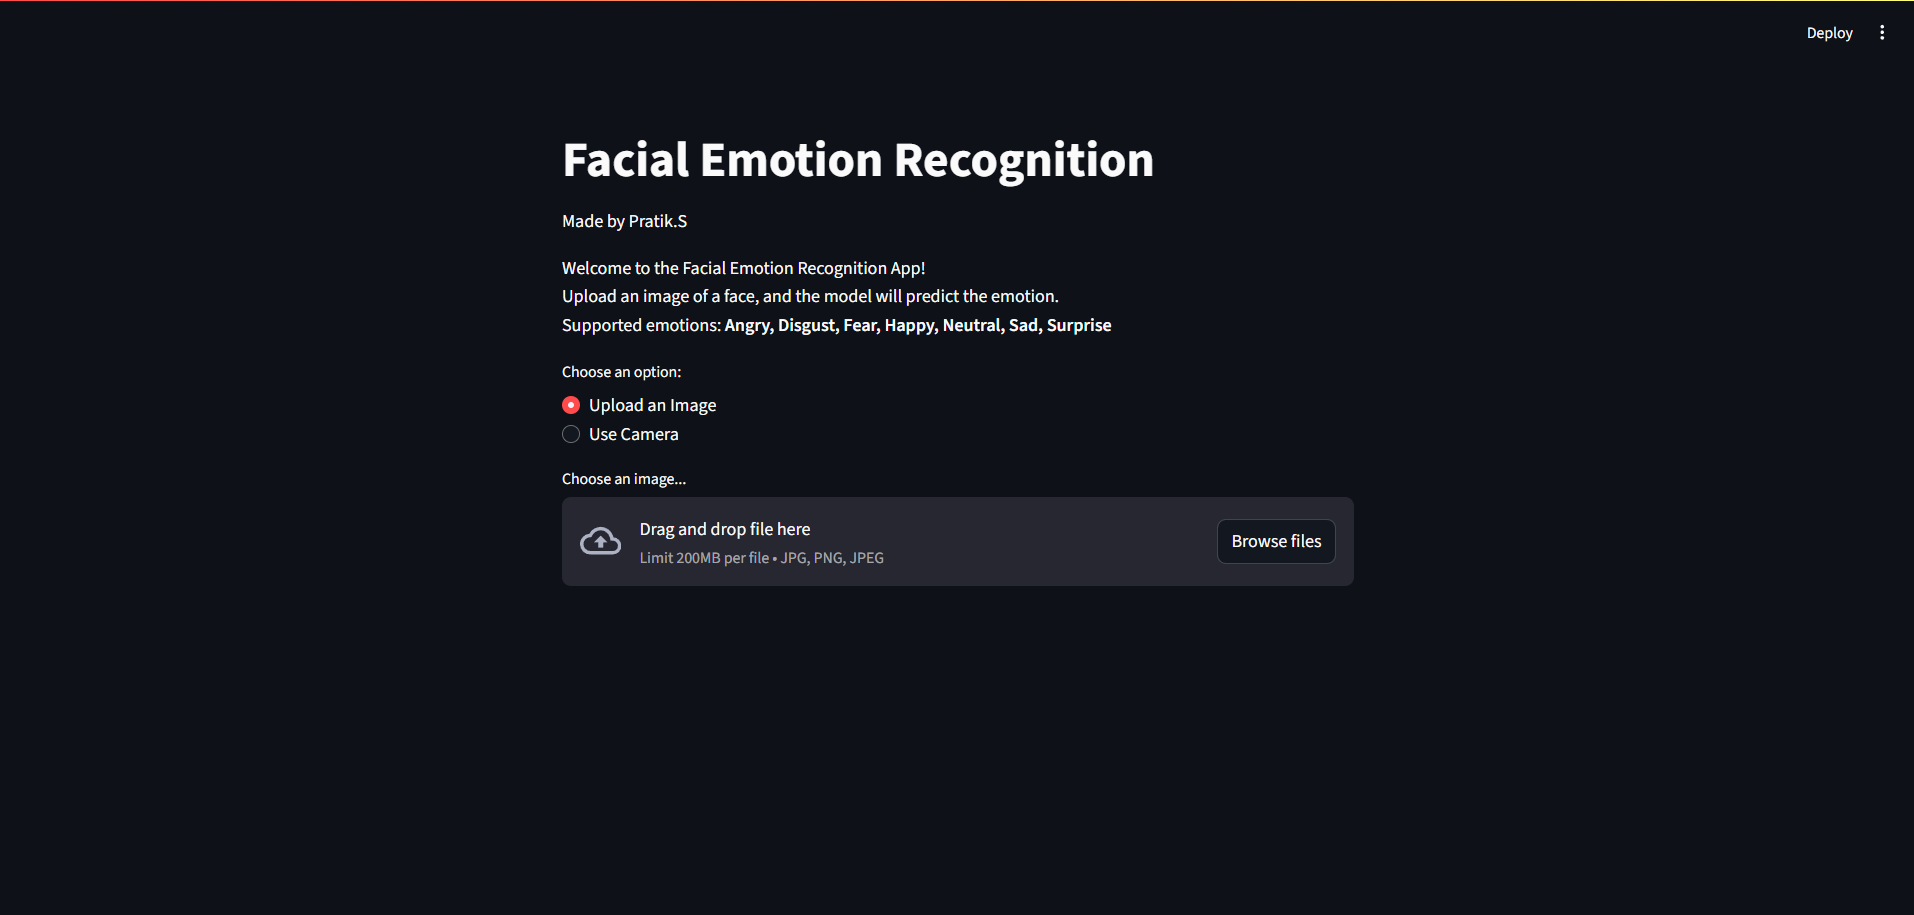 Deploy
Facial Emotion Recognition
Made by Pratik.S
Welcome to the Facial Emotion Recognition App!
Upload an image of a face, and the model will predict the emotion.
Supported emotions: Angry, Disgust, Fear, Happy, Neutral, Sad, Surprise
Choose an option:
Upload an Image
Use Camera
Choose an image...
Drag and drop file here
Limit 200MB per file • JPG, PNG, JPEG
Browse files